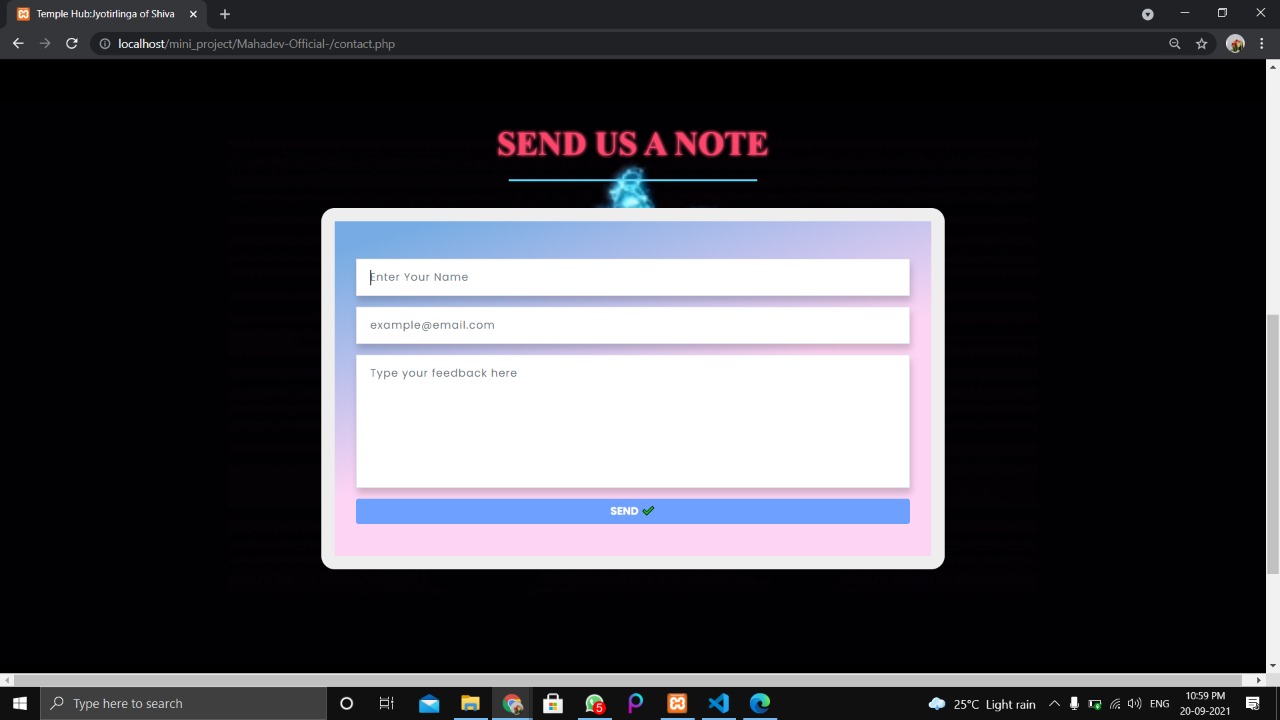 Temple Hub:Jyotirlinga of Shiva
localhost/mini_project/Mahadev-Official-/contact.php
SEND US A NOTE
Enter Your Name
example@email.com
Type your feedback here
SEND
Type here to search
5
25°C Light rain
ENG
10:59 PM
20-09-2021